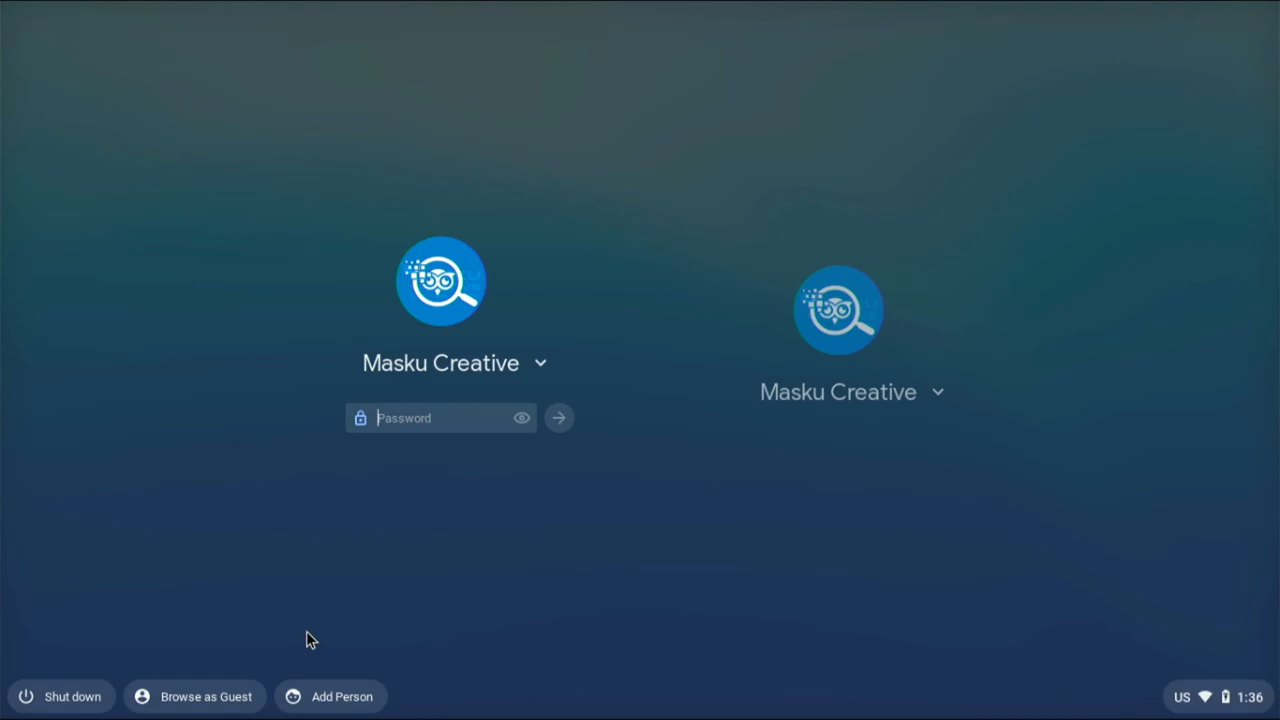 Masku Creative
Password
Masku Creative
Shut down
Browse as Guest
Add Person
US
1:36